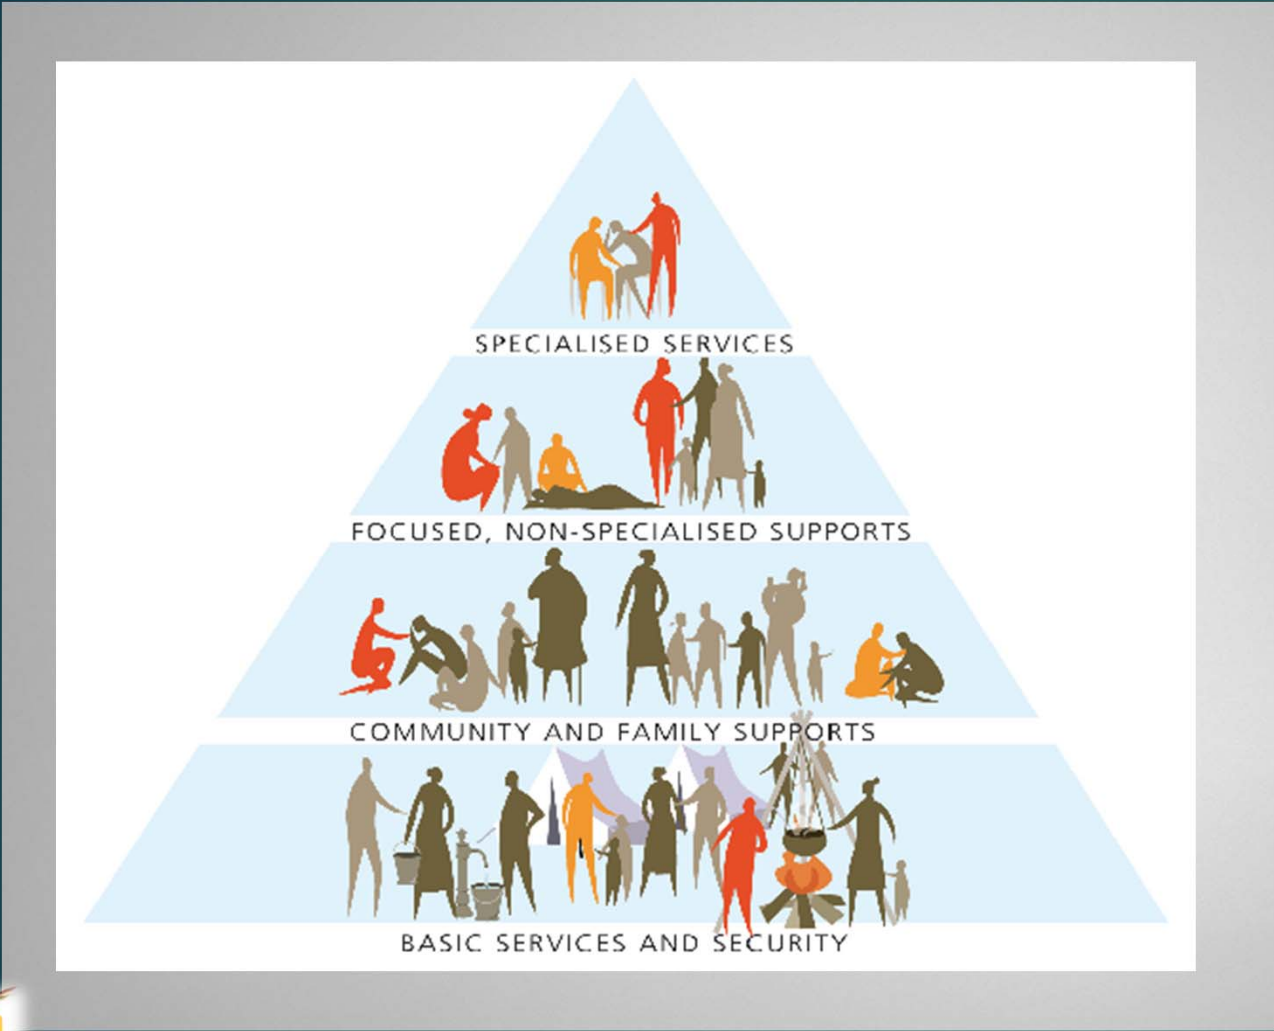 SPECIALISED SERVICES
FOCUSED, NON-SPECIALISED SUPPORTS
COMMUNITY AND FAMILY SUPPORTS
BASIC SERVICES AND SECURITY